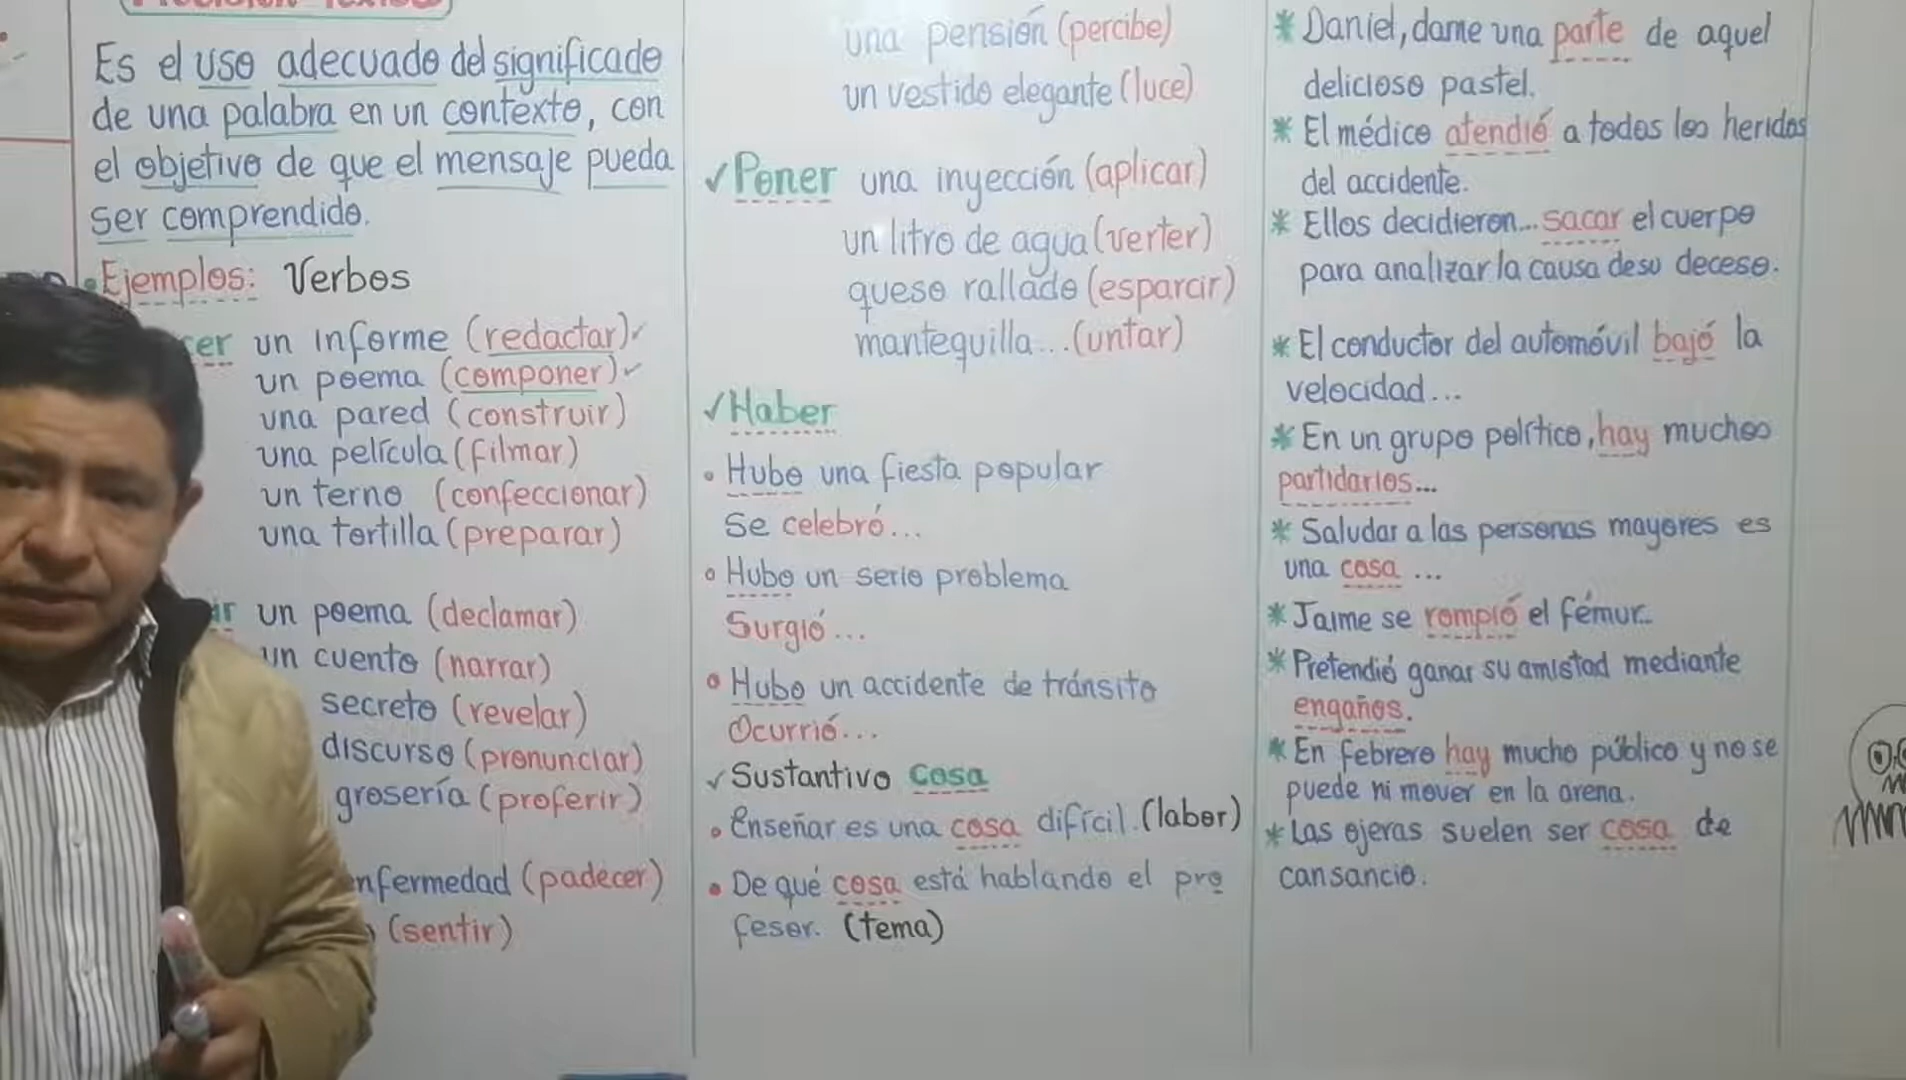 Es el uso adecuado del significado
de una palabra en un contexto, con
el objetivo de que el mensaje pueda
ser comprendido.
Ejemplos: Verbos
cer un informe (redactar)✓
un poema (componer)✓
una pared (construir)
una película (filmar)
un terno (confeccionar)
una tortilla (preparar)
ir un poema (declamar)
un cuento (narrar)
secreto (revelar)
discurso (pronunciar)
grosería (proferir)
enfermedad (padecer)
(sentir)
una pensión (percibe)
un vestido elegante (luce)
✓Poner una inyección (aplicar)
un litro de agua (verter)
queso rallado (esparcir)
mantequilla... (untar)
✓Haber
• Hubo una fiesta popular
Se celebró...
• Hubo un serio problema
Surgió...
• Hubo un accidente de tránsito
Ocurrió...
✓Sustantivo cosa
• Enseñar es una cosa difícil. (labor)
• De qué cosa está hablando el pro
fesor. (tema)
* Daniel, dame una parte de aquel
delicioso pastel.
* El médico atendió a todos los heridos
del accidente.
* Ellos decidieron... sacar el cuerpo
para analizar la causa de su deceso.
* El conductor del automóvil bajó la
velocidad...
* En un grupo político, hay muchos
partidarios...
* Saludar a las personas mayores es
una cosa ...
* Jaime se rompió el fémur..
* Pretendió ganar su amistad mediante
engaños.
* En febrero hay mucho público y no se
puede ni mover en la arena.
* Las ojeras suelen ser cosa de
cansancio.